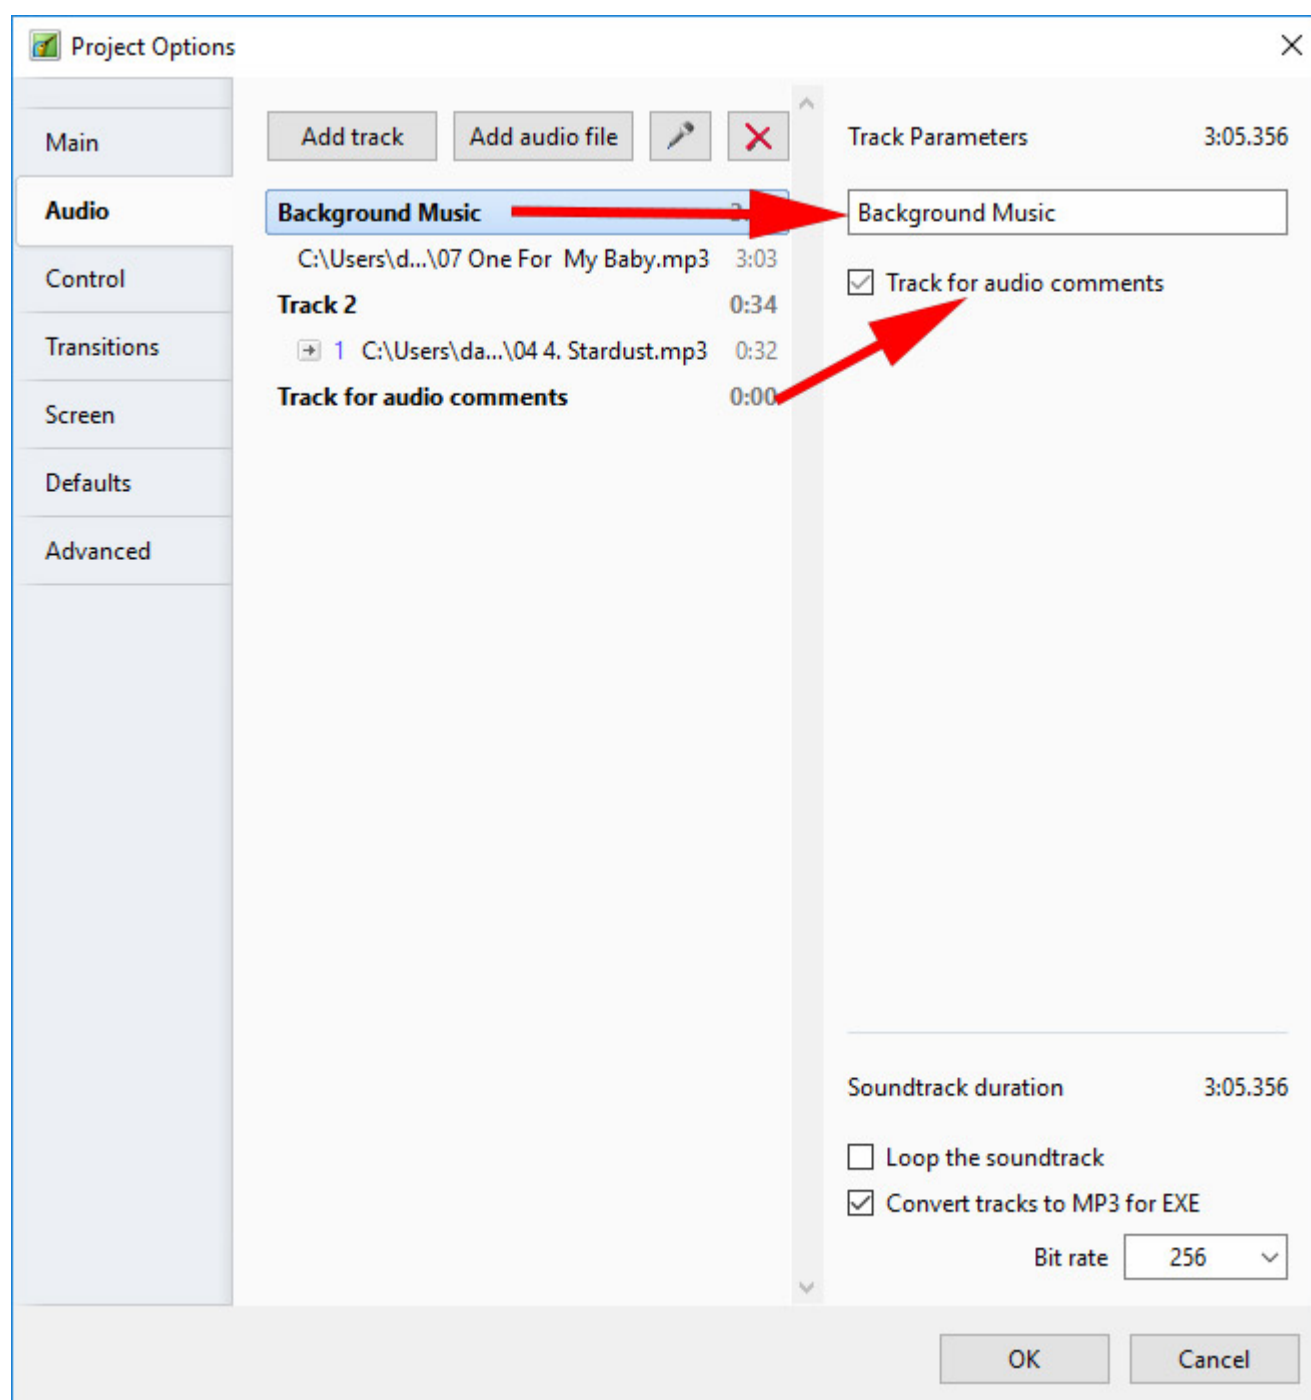 Project Options
Main
Audio
Control
Transitions
Screen
Defaults
Advanced
Add track Add audio file
Background Music
C:\Users\d...\07 One For My Baby.mp3 3:03
Track 2 0:34
1 C:\Users\da...\04 4. Stardust.mp3 0:32
Track for audio comments 0:00
Track Parameters 3:05.356
Background Music
Track for audio comments
Soundtrack duration 3:05.356
Loop the soundtrack
Convert tracks to MP3 for EXE
Bit rate 256
OK Cancel